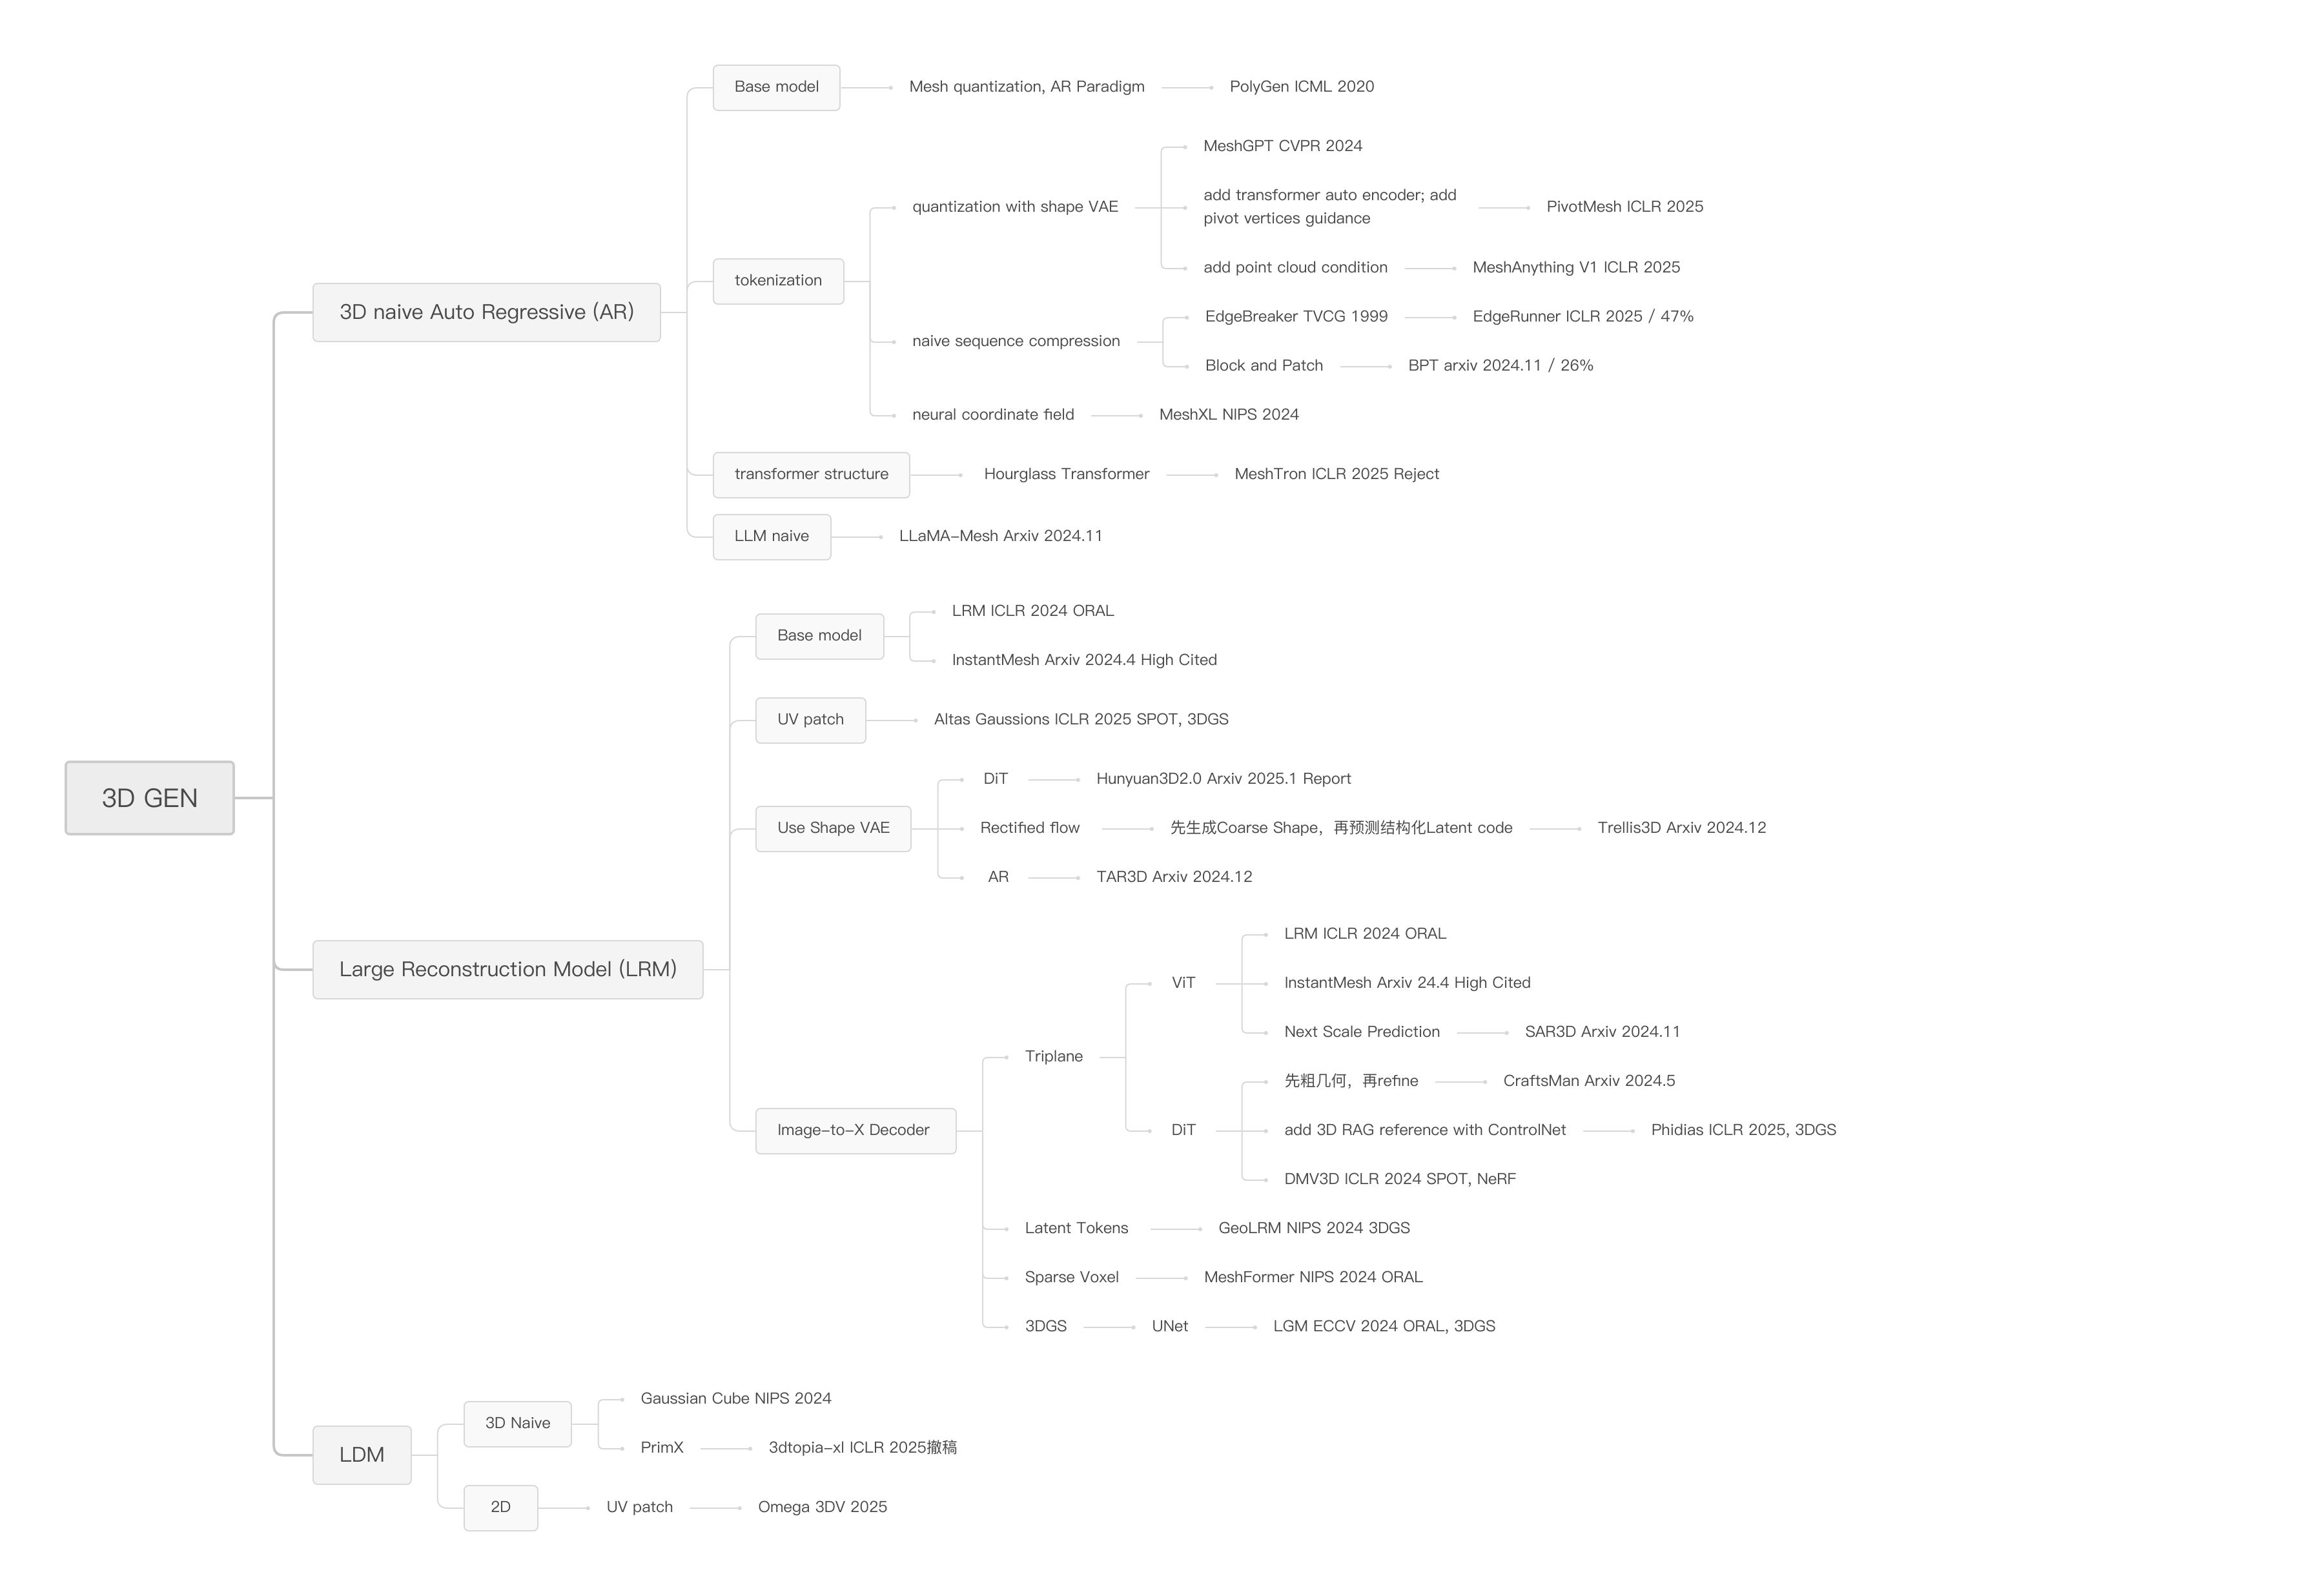 3D GEN
3D naive Auto Regressive (AR)
Base model
Mesh quantization, AR Paradigm
PolyGen ICML 2020
tokenization
quantization with shape VAE
MeshGPT CVPR 2024
add transformer auto encoder; add
pivot vertices guidance
PivotMesh ICLR 2025
add point cloud condition
MeshAnything V1 ICLR 2025
naive sequence compression
EdgeBreaker TVCG 1999
EdgeRunner ICLR 2025 / 47%
Block and Patch
BPT arxiv 2024.11 / 26%
neural coordinate field
MeshXL NIPS 2024
transformer structure
Hourglass Transformer
MeshTron ICLR 2025 Reject
LLM naive
LLaMA-Mesh Arxiv 2024.11
Large Reconstruction Model (LRM)
Base model
LRM ICLR 2024 ORAL
InstantMesh Arxiv 2024.4 High Cited
UV patch
Altas Gaussions ICLR 2025 SPOT, 3DGS
Use Shape VAE
DiT
Hunyuan3D2.0 Arxiv 2025.1 Report
Rectified flow
先生成Coarse Shape，再预测结构化Latent code
Trellis3D Arxiv 2024.12
AR
TAR3D Arxiv 2024.12
Image-to-X Decoder
Triplane
ViT
LRM ICLR 2024 ORAL
InstantMesh Arxiv 24.4 High Cited
Next Scale Prediction
SAR3D Arxiv 2024.11
DiT
先粗几何，再refine
CraftsMan Arxiv 2024.5
add 3D RAG reference with ControlNet
Phidias ICLR 2025, 3DGS
DMV3D ICLR 2024 SPOT, NeRF
Latent Tokens
GeoLRM NIPS 2024 3DGS
Sparse Voxel
MeshFormer NIPS 2024 ORAL
3DGS
UNet
LGM ECCV 2024 ORAL, 3DGS
LDM
3D Naive
Gaussian Cube NIPS 2024
PrimX
3dtopia-xl ICLR 2025撤稿
2D
UV patch
Omega 3DV 2025